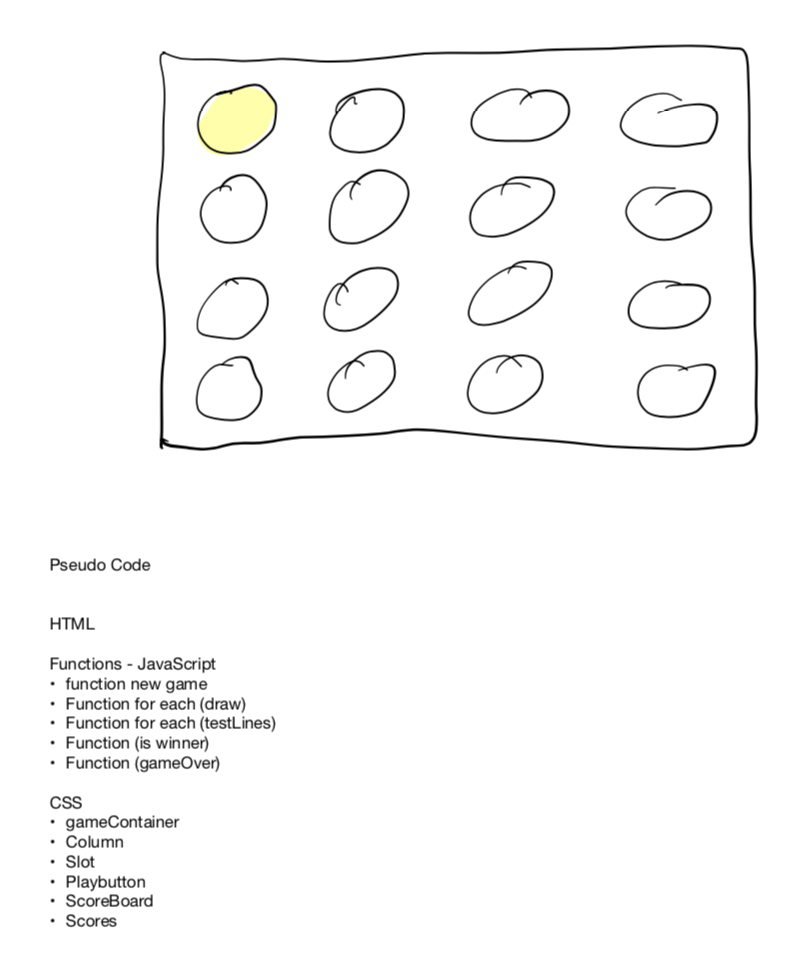 Pseudo Code
HTML
Functions - JavaScript
• function new game
• Function for each (draw)
• Function for each (testLines)
• Function (is winner)
• Function (gameOver)
CSS
• gameContainer
• Column
• Slot
• Playbutton
• ScoreBoard
• Scores